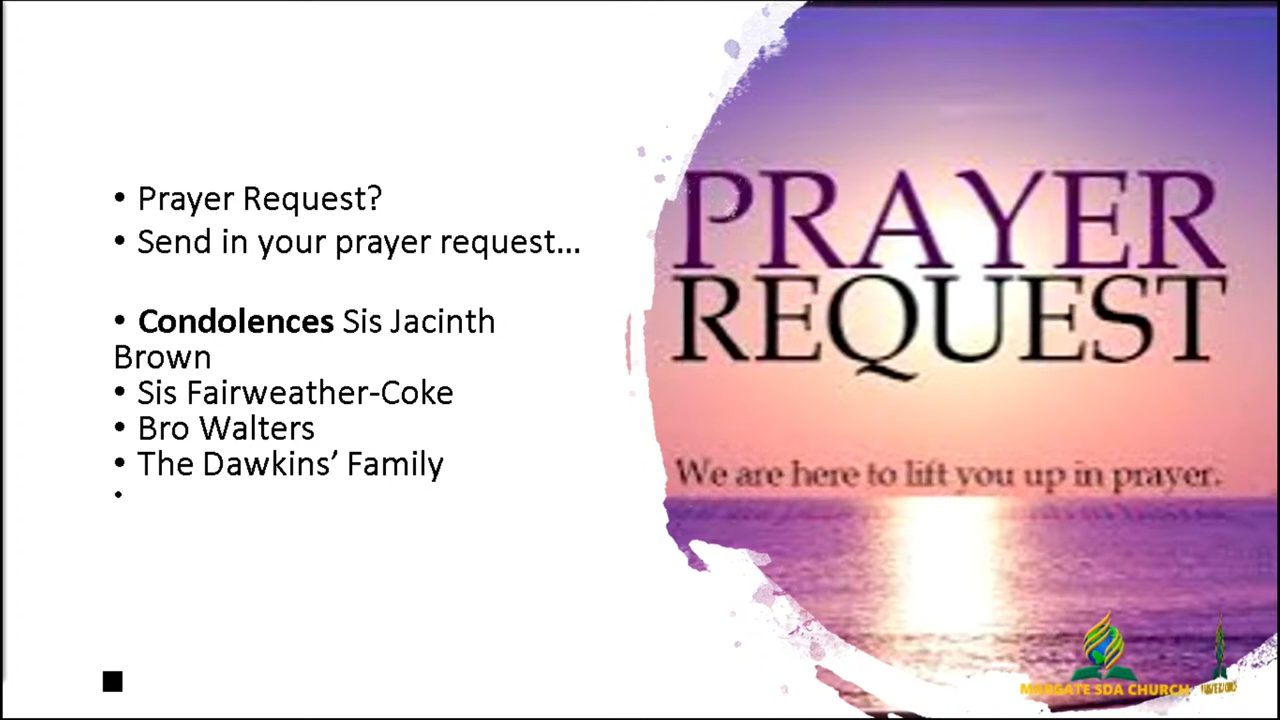 • Prayer Request?
• Send in your prayer request...
• Condolences Sis Jacinth
Brown
• Sis Fairweather-Coke
• Bro Walters
• The Dawkins’ Family
•
PRAYER
REQUEST
We are here to lift you up in prayer.
MARGATE SDA CHURCH